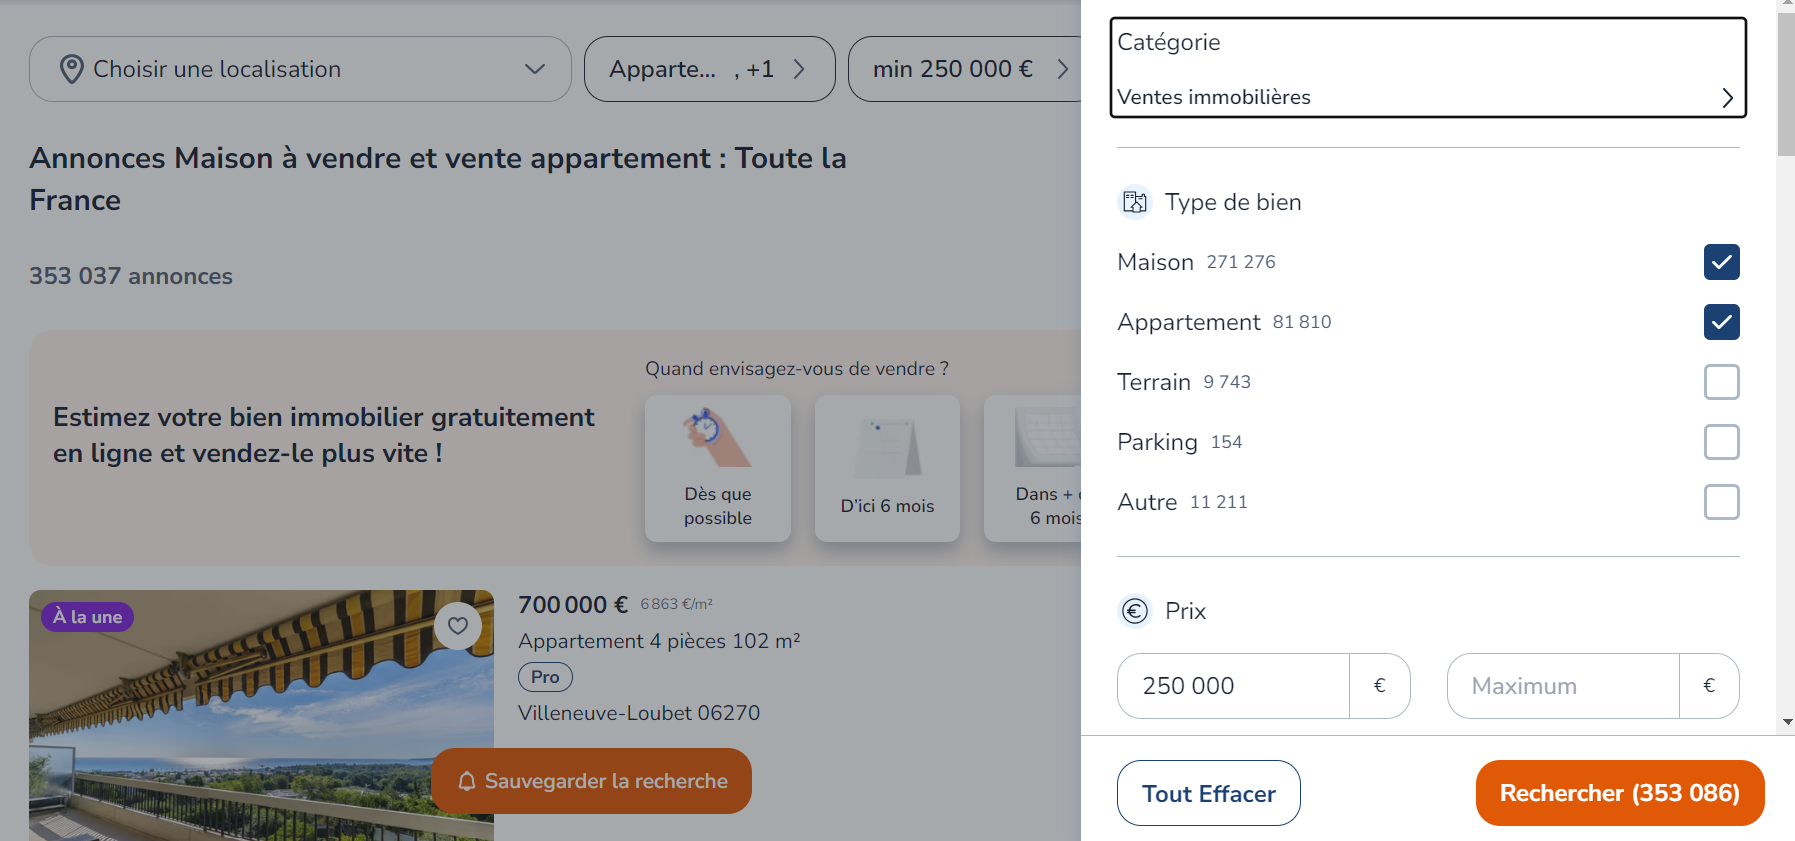 Choisir une localisation
Apparte... , +1
min 250 000 €
Annonces Maison à vendre et vente appartement : Toute la
France
353 037 annonces
Estimez votre bien immobilier gratuitement
en ligne et vendez-le plus vite !
Quand envisagez-vous de vendre ?
Dès que
possible
D'ici 6 mois
Dans +
6 mois
À la une
700 000 € 6 863 €/m²
Appartement 4 pièces 102 m²
Pro
Villeneuve-Loubet 06270
Sauvegarder la recherche
Catégorie
Ventes immobilières
Type de bien
Maison 271 276
Appartement 81 810
Terrain 9 743
Parking 154
Autre 11 211
Prix
250 000 €
Maximum €
Tout Effacer
Rechercher (353 086)